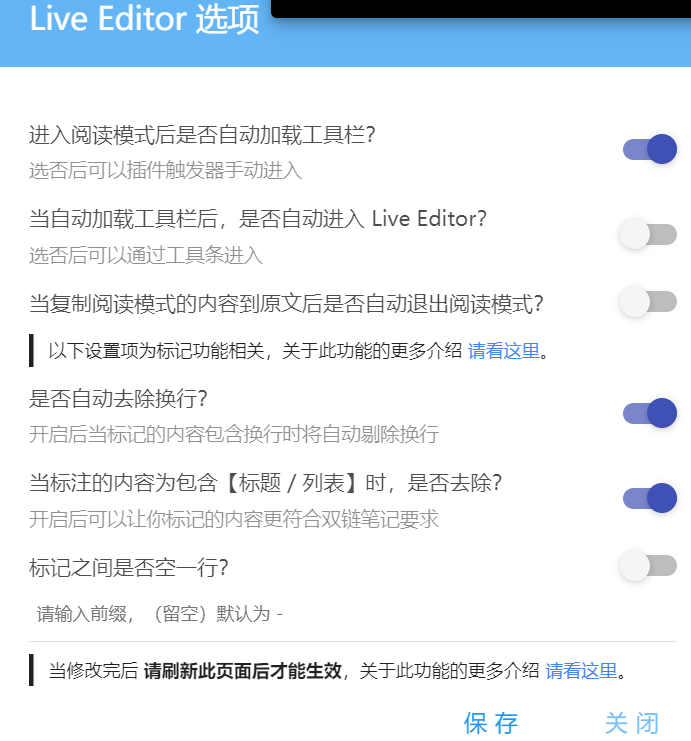 Live Editor 选项
进入阅读模式后是否自动加载工具栏?
选否后可以插件触发器手动进入
当自动加载工具栏后，是否自动进入 Live Editor?
选否后可以通过工具条进入
当复制阅读模式的内容到原文后是否自动退出阅读模式?
以下设置项为标记功能相关，关于此功能的更多介绍 请看这里。
是否自动去除换行?
开启后当标记的内容包含换行时将自动剔除换行
当标注的内容为包含【标题 / 列表】时，是否去除?
开启后可以让你标记的内容更符合双链笔记要求
标记之间是否空一行?
请输入前缀，（留空）默认为 -
当修改完后 请刷新此页面后才能生效，关于此功能的更多介绍 请看这里。
保 存 关 闭